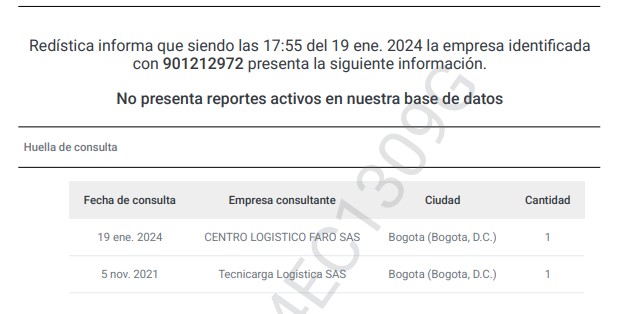 Redística informa que siendo las 17:55 del 19 ene. 2024 la empresa identificada
con 901212972 presenta la siguiente información.
No presenta reportes activos en nuestra base de datos
Huella de consulta
Fecha de consulta Empresa consultante Ciudad Cantidad
19 ene. 2024 CENTRO LOGISTICO FARO SAS Bogota (Bogota, D.C.) 1
5 nov. 2021 Tecnicarga Logística SAS Bogota (Bogota, D.C.) 1
4EC1309G